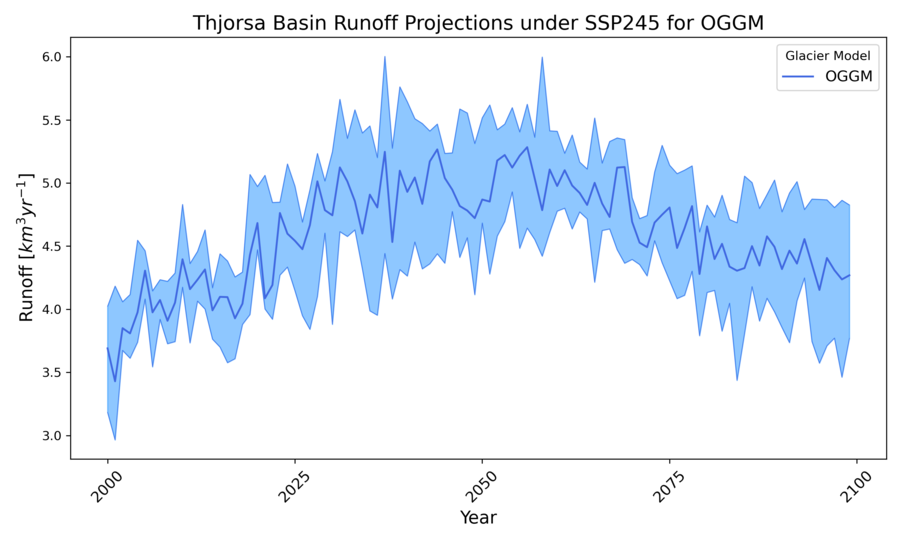 Thjorsa Basin Runoff Projections under SSP245 for OGGM
Glacier Model
OGGM
Runoff [km³yr⁻¹]
6.0
5.5
5.0
4.5
4.0
3.5
3.0
2000
2025
2050
2075
2100
Year